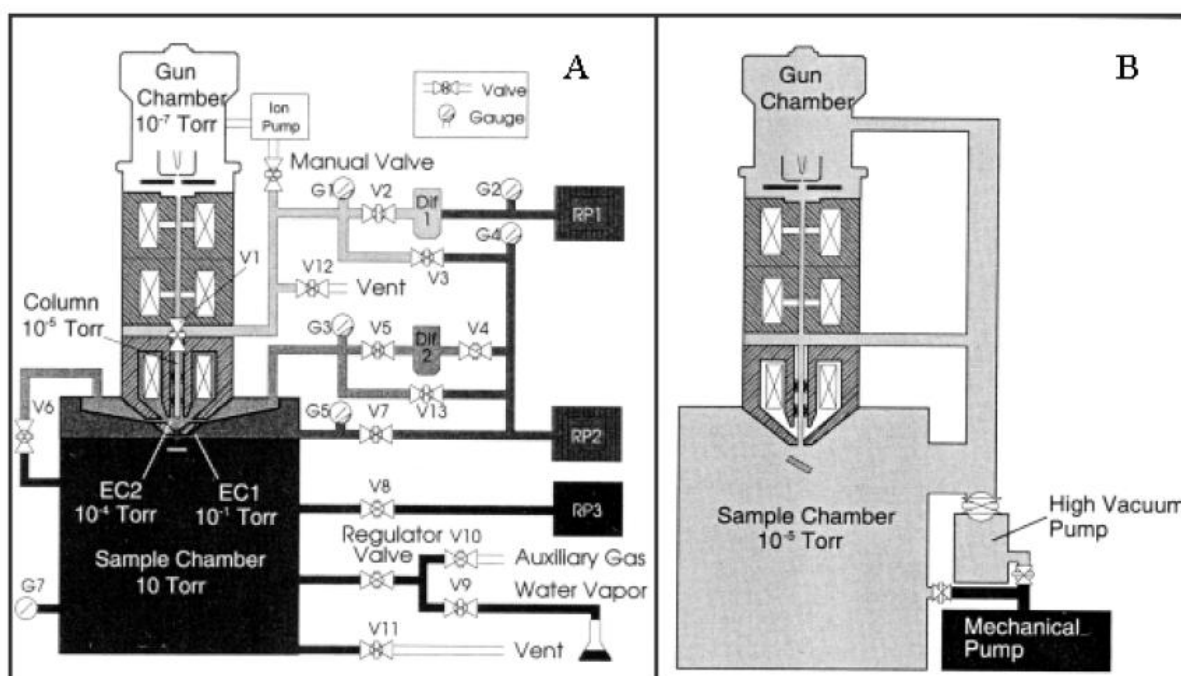 A
Gun
Chamber
10⁻⁷ Torr
Ion
Pump
Valve
Gauge
Manual Valve
G1
V2
Dif
1
G2
RP1
G4
V3
V1
V12
Vent
Column
10⁻⁵ Torr
G3
V5
Dif
2
V4
V13
V6
G5
V7
RP2
EC2
10⁻⁴ Torr
EC1
10⁻¹ Torr
V8
RP3
Sample Chamber
10 Torr
Regulator
Valve
V10
Auxiliary Gas
V9
Water Vapor
G7
V11
Vent
B
Gun
Chamber
Sample Chamber
10⁻⁵ Torr
High Vacuum
Pump
Mechanical
Pump